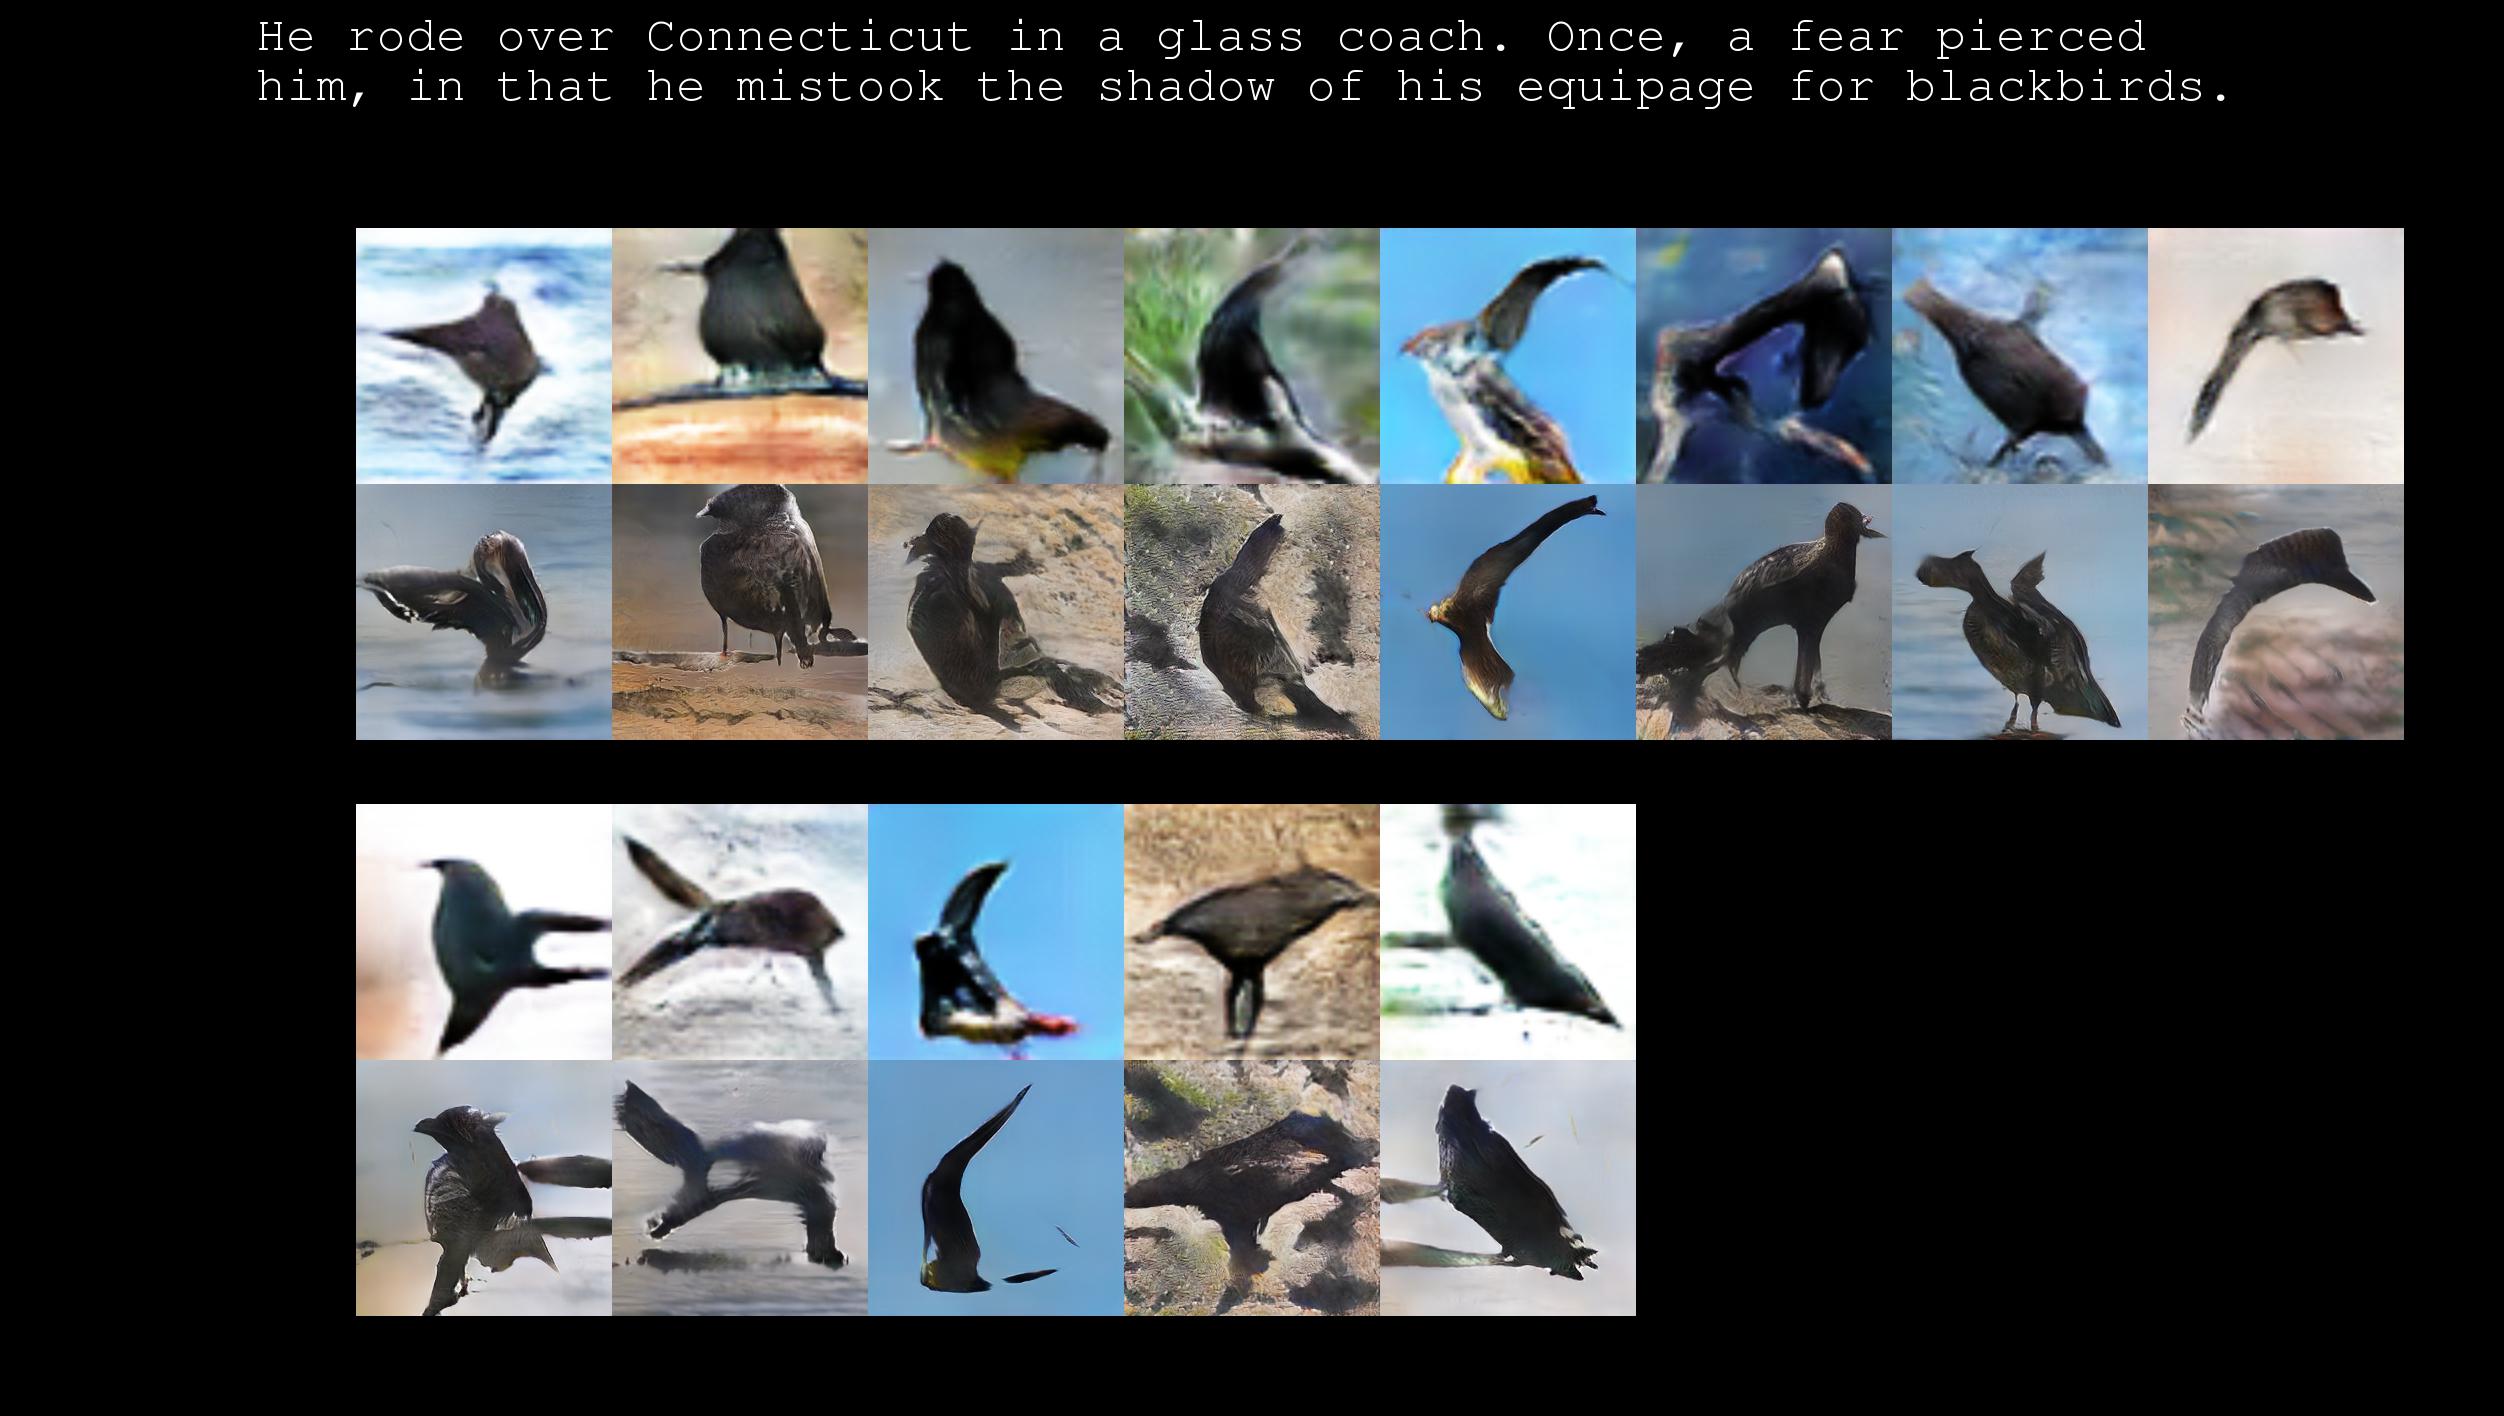 He rode over Connecticut in a glass coach. Once, a fear pierced
him, in that he mistook the shadow of his equipage for blackbirds.